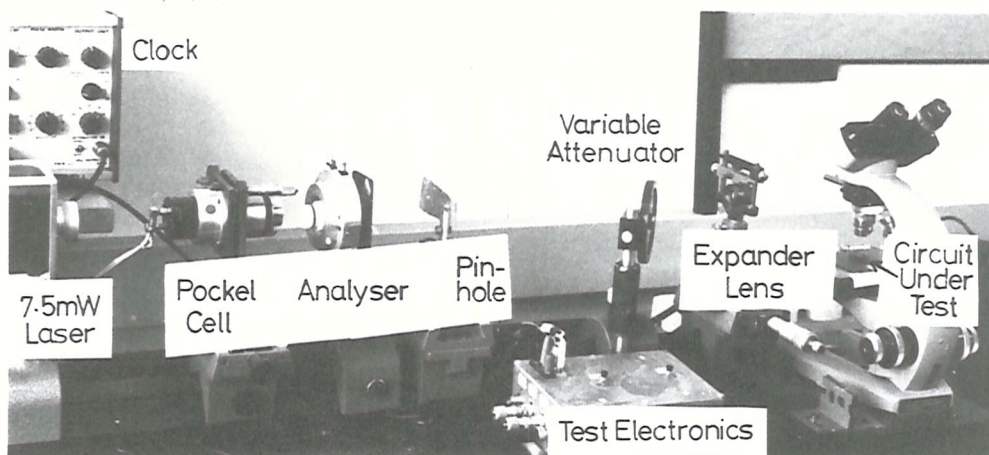 Clock
Variable
Attenuator
7.5mW
Laser
Pockel
Cell
Analyser
Pin-
hole
Expander
Lens
Circuit
Under
Test
Test Electronics